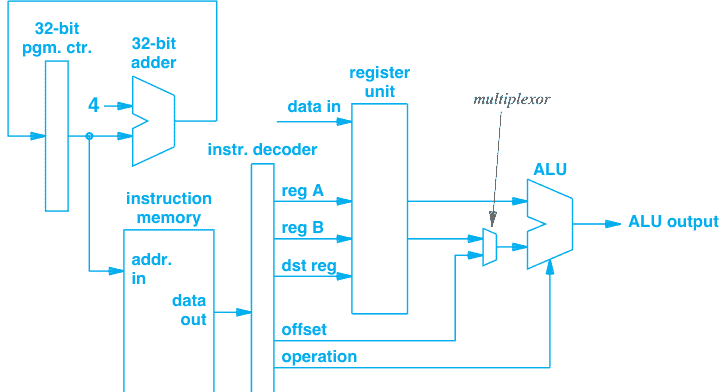 32-bit
pgm. ctr.
32-bit
adder
4
register
unit
data in
multiplexor
instr. decoder
ALU
instruction
memory
reg A
reg B
dst reg
ALU output
addr.
in
data
out
offset
operation